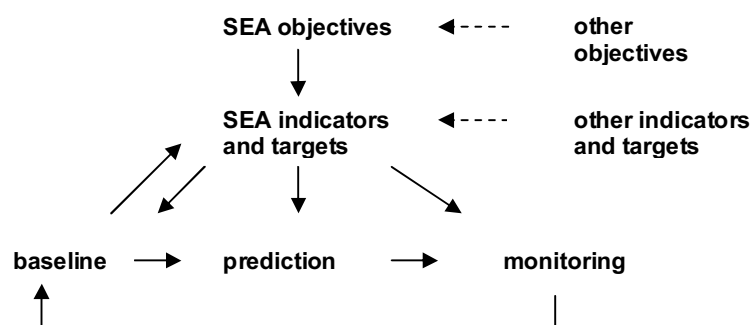 SEA objectives
other
objectives
SEA indicators
and targets
other indicators
and targets
baseline
prediction
monitoring